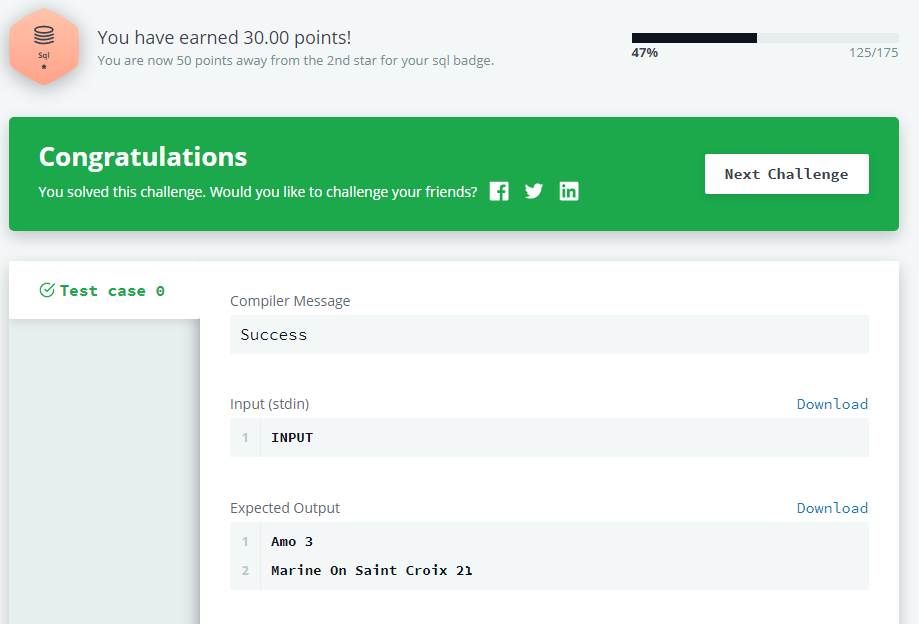 Sql
You have earned 30.00 points!
You are now 50 points away from the 2nd star for your sql badge.
47%
125/175
Congratulations
You solved this challenge. Would you like to challenge your friends?
Next Challenge
Test case 0
Compiler Message
Success
Input (stdin)
Download
1 INPUT
Expected Output
Download
1 Amo 3
2 Marine On Saint Croix 21